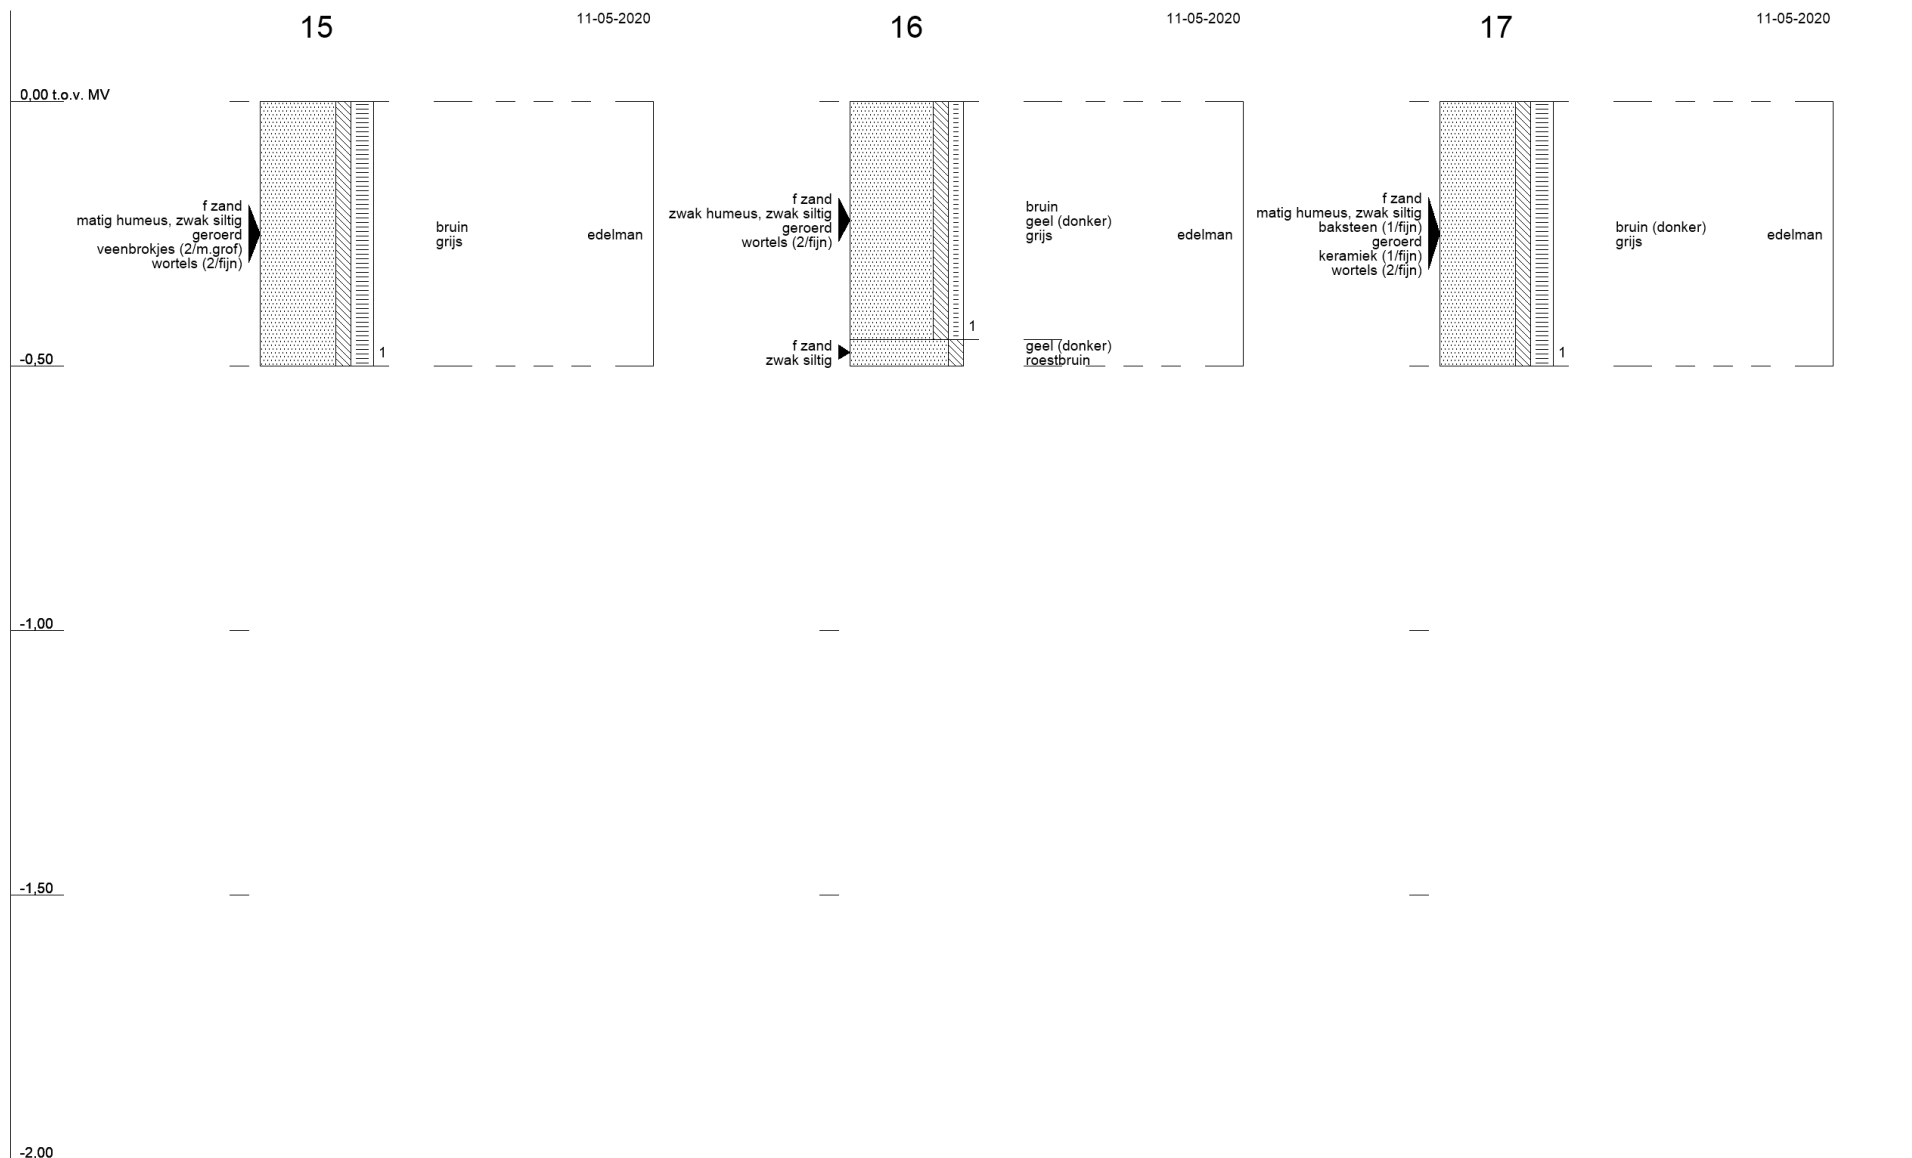 15
11-05-2020
16
11-05-2020
17
11-05-2020
0,00 t.o.v. MV
f zand
matig humeus, zwak siltig
geroerd
veenbrokjes (2/m.grof)
wortels (2/fijn)
bruin
grijs
edelman
1
f zand
zwak humeus, zwak siltig
geroerd
wortels (2/fijn)
bruin
geel (donker)
grijs
edelman
1
f zand
zwak siltig
geel (donker)
roestbruin
f zand
matig humeus, zwak siltig
baksteen (1/fijn)
geroerd
keramiek (1/fijn)
wortels (2/fijn)
bruin (donker)
grijs
edelman
1
-0,50
-1,00
-1,50
-2,00